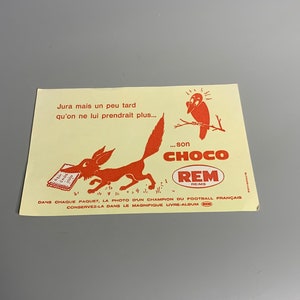 Jura mais un peu tard
qu'on ne lui prendrait plus...
...son
CHOCO
REM
REIMS
DANS CHAQUE PAQUET, LA PHOTO D'UN CHAMPION DU FOOTBALL FRANÇAIS
CONSERVEZ-LA DANS LE MAGNIFIQUE LIVRE-ALBUM REM